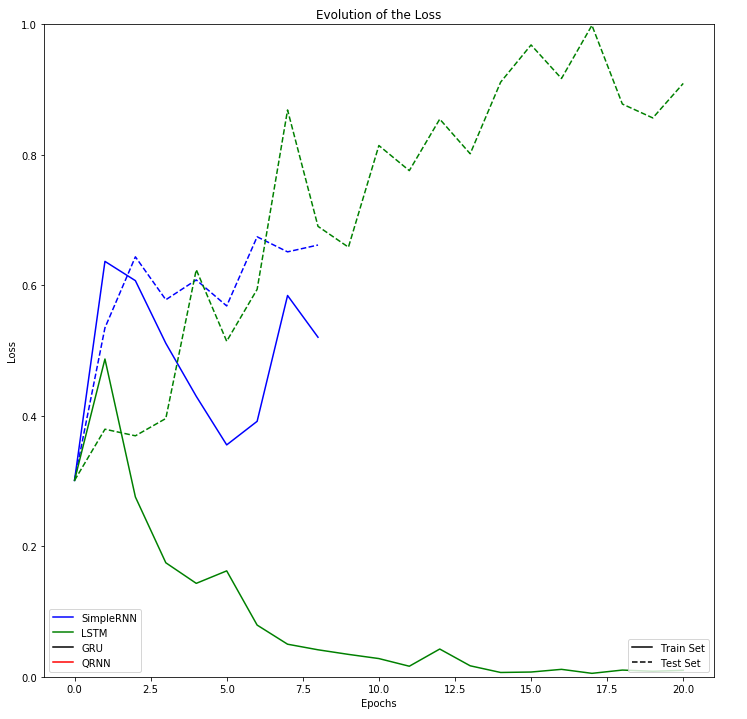 Evolution of the Loss
1.0
0.8
0.6
0.4
0.2
0.0
Loss
SimpleRNN
LSTM
GRU
QRNN
Train Set
Test Set
0.0 2.5 5.0 7.5 10.0 12.5 15.0 17.5 20.0
Epochs